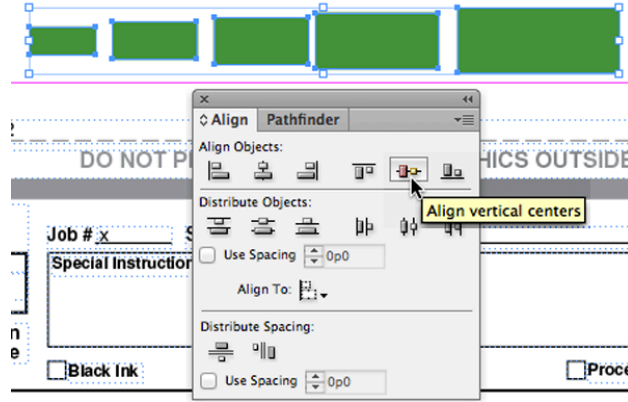 DO NOT P
HICS OUTSIDE
Align Pathfinder
Align Objects:
Distribute Objects:
Align vertical centers
Use Spacing 0p0
Align To:
Distribute Spacing:
Use Spacing 0p0
Job # x S
Special Instruction
n
e
Black Ink
Proce